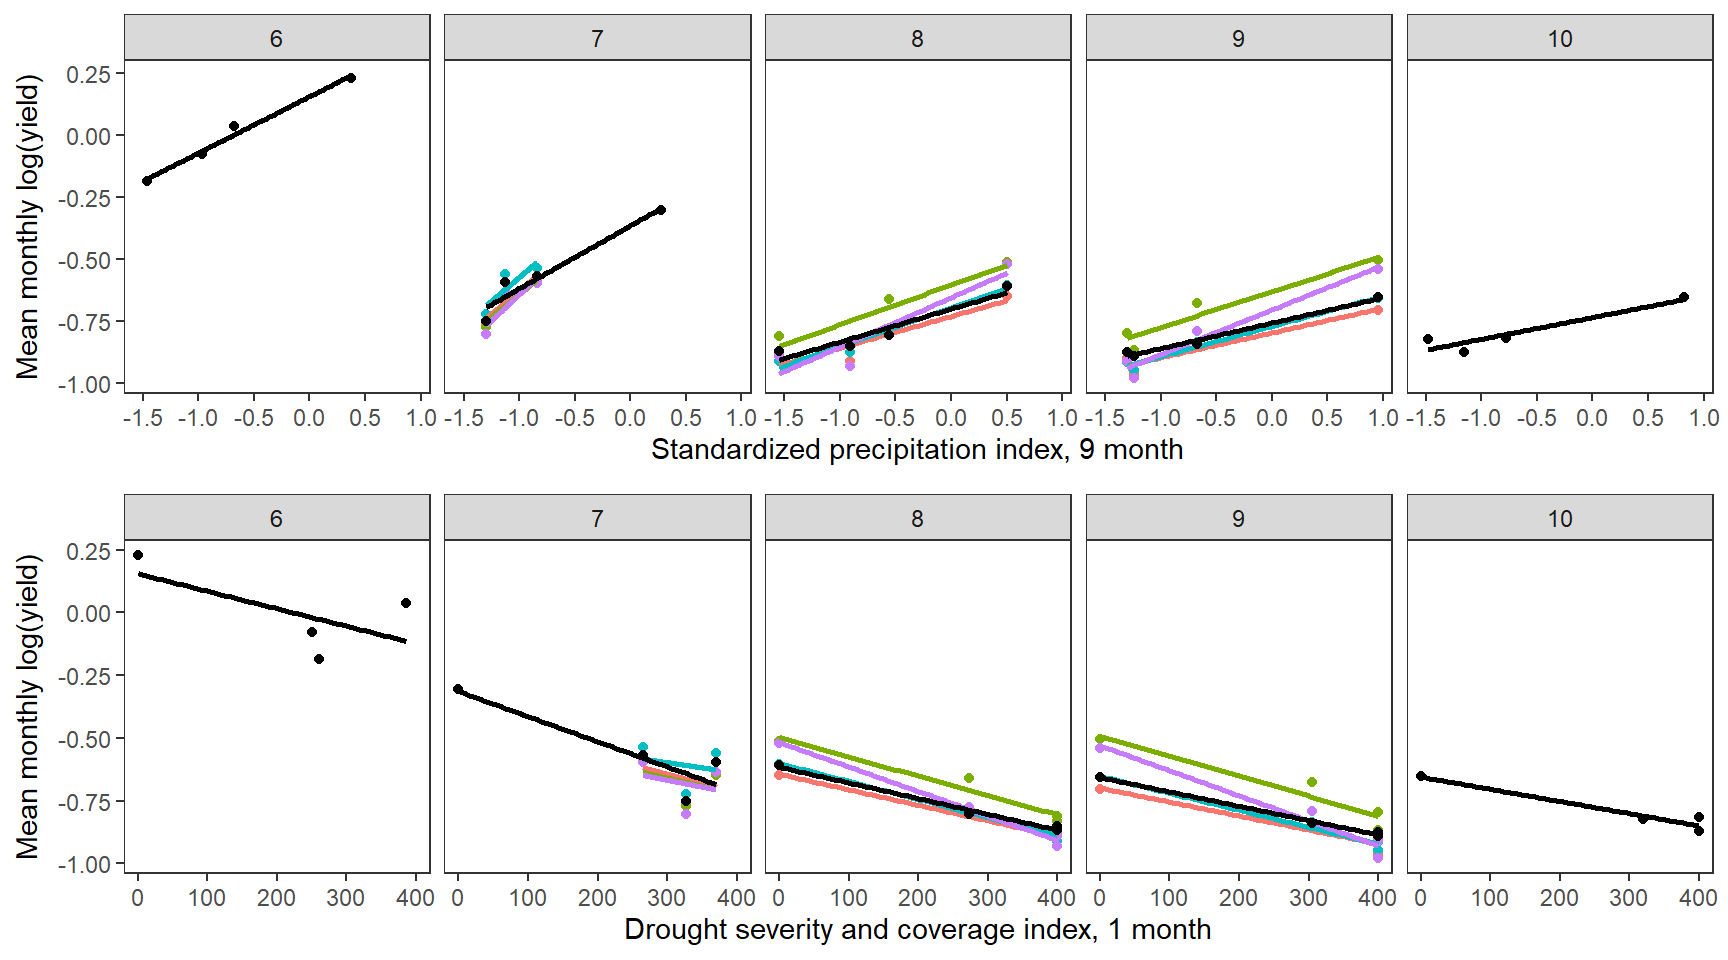 6 7 8 9 10
Mean monthly log(yield)
0.25
0.00
-0.25
-0.50
-0.75
-1.00
-1.5 -1.0 -0.5 0.0 0.5 1.0 -1.5 -1.0 -0.5 0.0 0.5 1.0 -1.5 -1.0 -0.5 0.0 0.5 1.0 -1.5 -1.0 -0.5 0.0 0.5 1.0 -1.5 -1.0 -0.5 0.0 0.5 1.0
Standardized precipitation index, 9 month
6 7 8 9 10
Mean monthly log(yield)
0.25
0.00
-0.25
-0.50
-0.75
-1.00
0 100 200 300 400 0 100 200 300 400 0 100 200 300 400 0 100 200 300 400 0 100 200 300 400
Drought severity and coverage index, 1 month